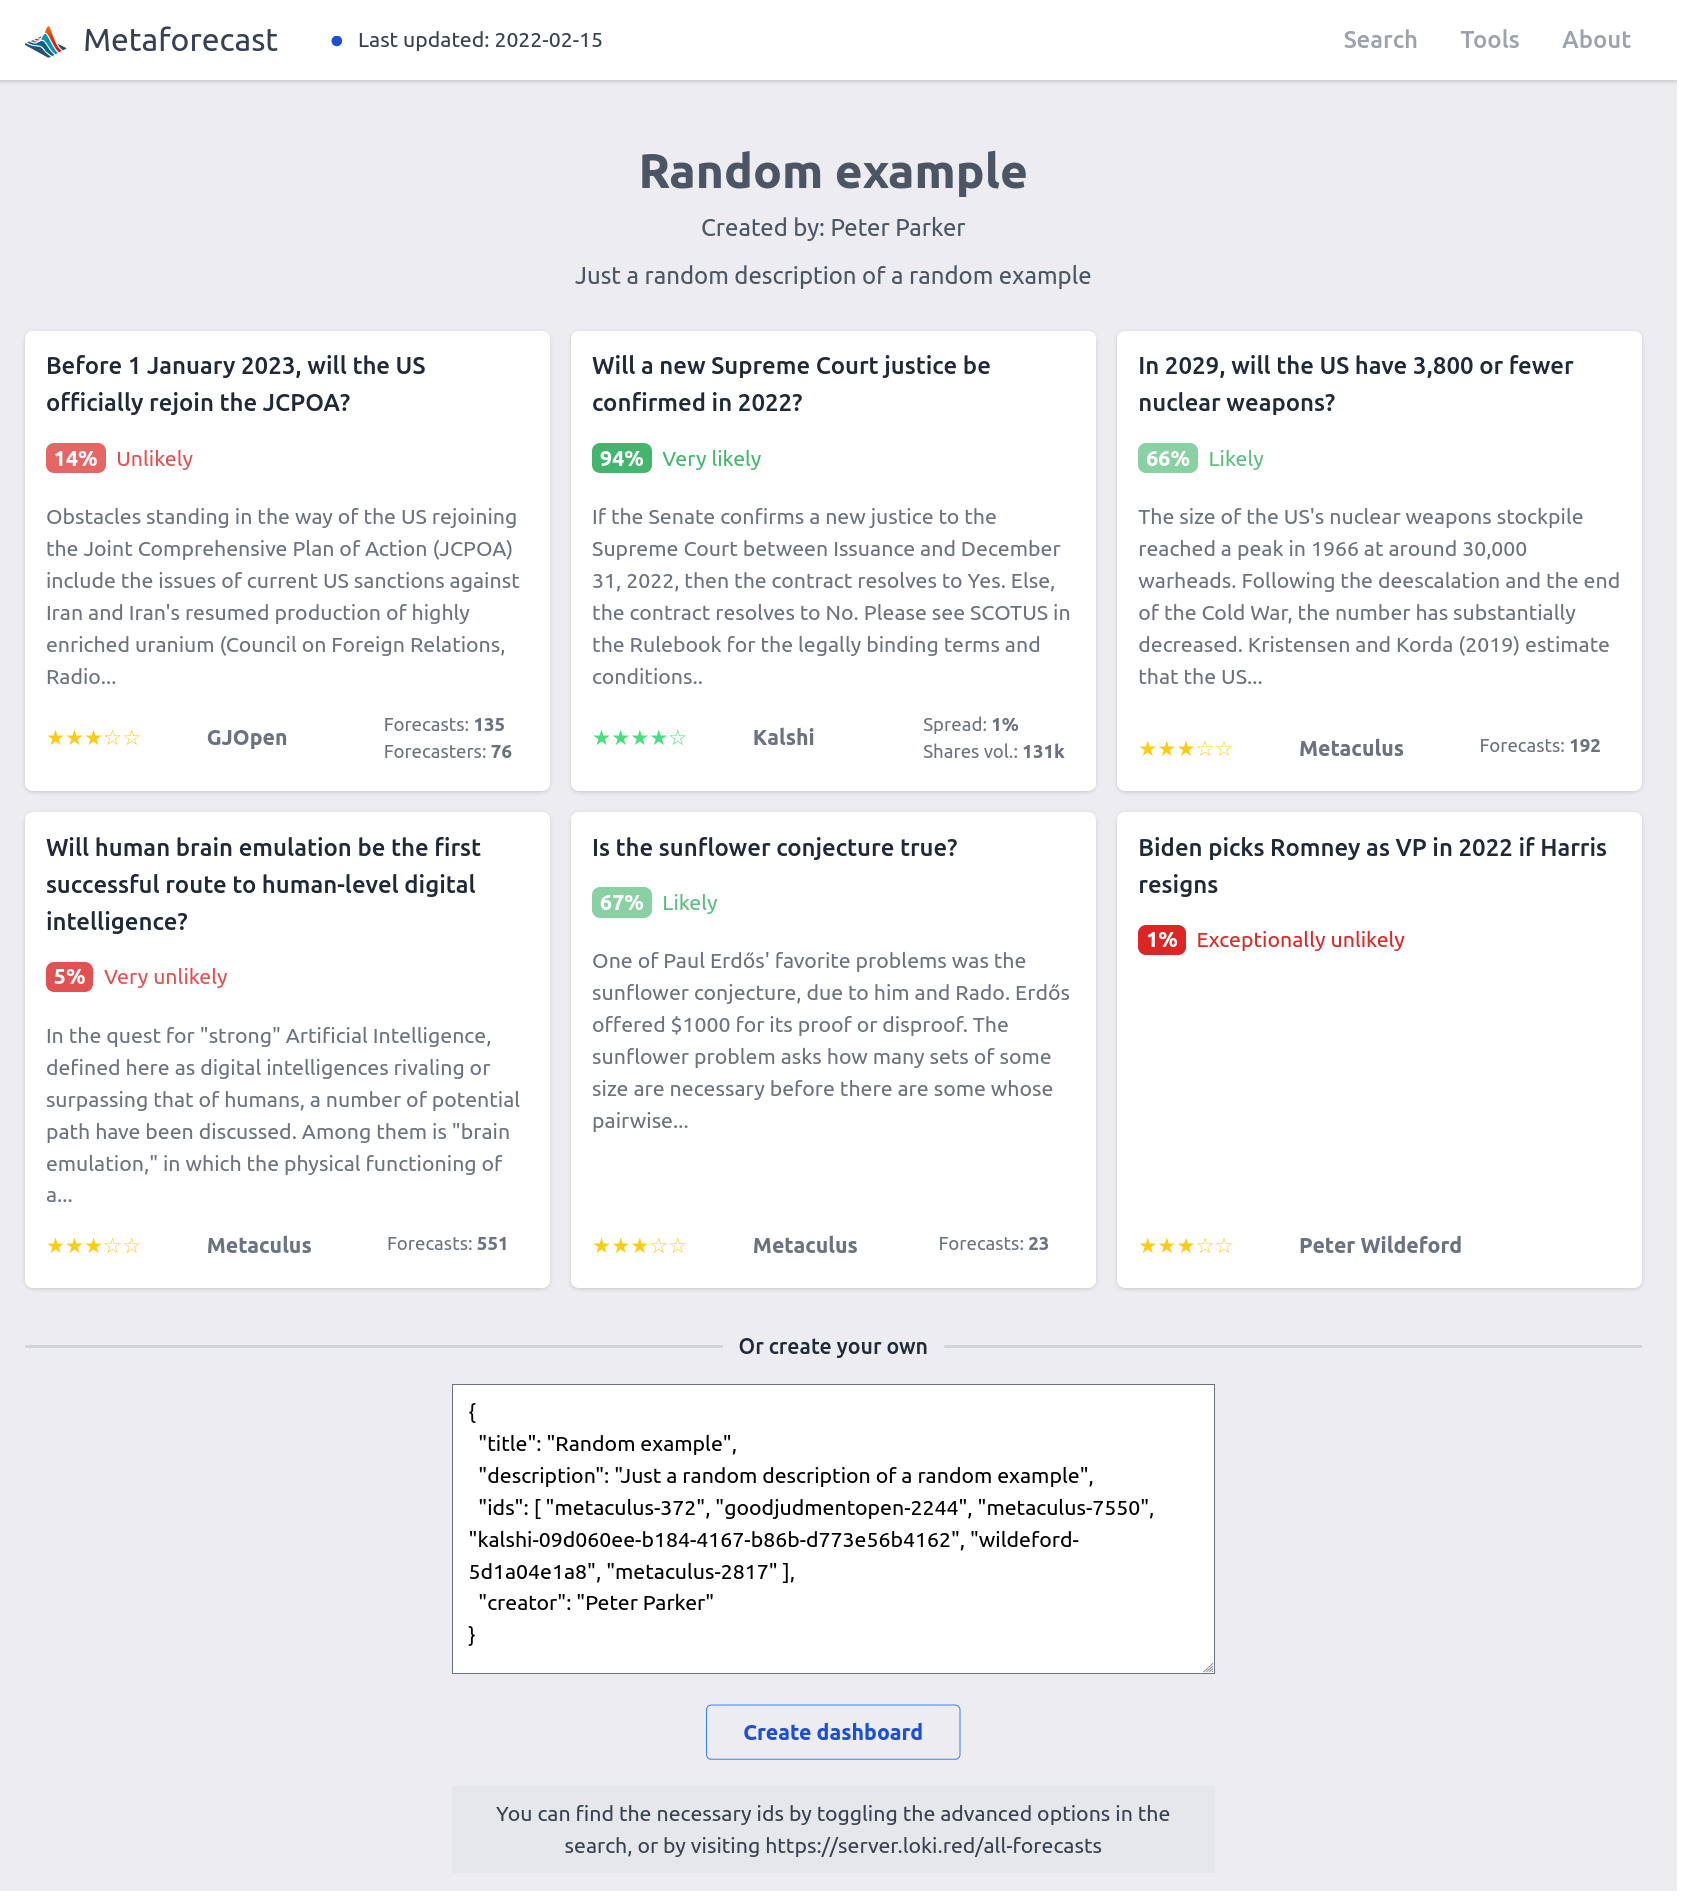 Metaforecast
Last updated: 2022-02-15
Search
Tools
About
Random example
Created by: Peter Parker
Just a random description of a random example
Before 1 January 2023, will the US
officially rejoin the JCPOA?
14% Unlikely
Obstacles standing in the way of the US rejoining
the Joint Comprehensive Plan of Action (JCPOA)
include the issues of current US sanctions against
Iran and Iran's resumed production of highly
enriched uranium (Council on Foreign Relations,
Radio...
★★★☆☆
GJOpen
Forecasts: 135
Forecasters: 76
Will a new Supreme Court justice be
confirmed in 2022?
94% Very likely
If the Senate confirms a new justice to the
Supreme Court between Issuance and December
31, 2022, then the contract resolves to Yes. Else,
the contract resolves to No. Please see SCOTUS in
the Rulebook for the legally binding terms and
conditions..
★★★★☆
Kalshi
Spread: 1%
Shares vol.: 131k
In 2029, will the US have 3,800 or fewer
nuclear weapons?
66% Likely
The size of the US's nuclear weapons stockpile
reached a peak in 1966 at around 30,000
warheads. Following the deescalation and the end
of the Cold War, the number has substantially
decreased. Kristensen and Korda (2019) estimate
that the US...
★★★☆☆
Metaculus
Forecasts: 192
Will human brain emulation be the first
successful route to human-level digital
intelligence?
5% Very unlikely
In the quest for "strong" Artificial Intelligence,
defined here as digital intelligences rivaling or
surpassing that of humans, a number of potential
path have been discussed. Among them is "brain
emulation," in which the physical functioning of
a...
★★★☆☆
Metaculus
Forecasts: 551
Is the sunflower conjecture true?
67% Likely
One of Paul Erdős' favorite problems was the
sunflower conjecture, due to him and Rado. Erdős
offered $1000 for its proof or disproof. The
sunflower problem asks how many sets of some
size are necessary before there are some whose
pairwise...
★★★☆☆
Metaculus
Forecasts: 23
Biden picks Romney as VP in 2022 if Harris
resigns
1% Exceptionally unlikely
★★★☆☆
Peter Wildeford
Or create your own
{
"title": "Random example",
"description": "Just a random description of a random example",
"ids": [ "metaculus-372", "goodjudmentopen-2244", "metaculus-7550",
"kalshi-09d060ee-b184-4167-b86b-d773e56b4162", "wildeford-
5d1a04e1a8", "metaculus-2817" ],
"creator": "Peter Parker"
}
Create dashboard
You can find the necessary ids by toggling the advanced options in the
search, or by visiting https://server.loki.red/all-forecasts